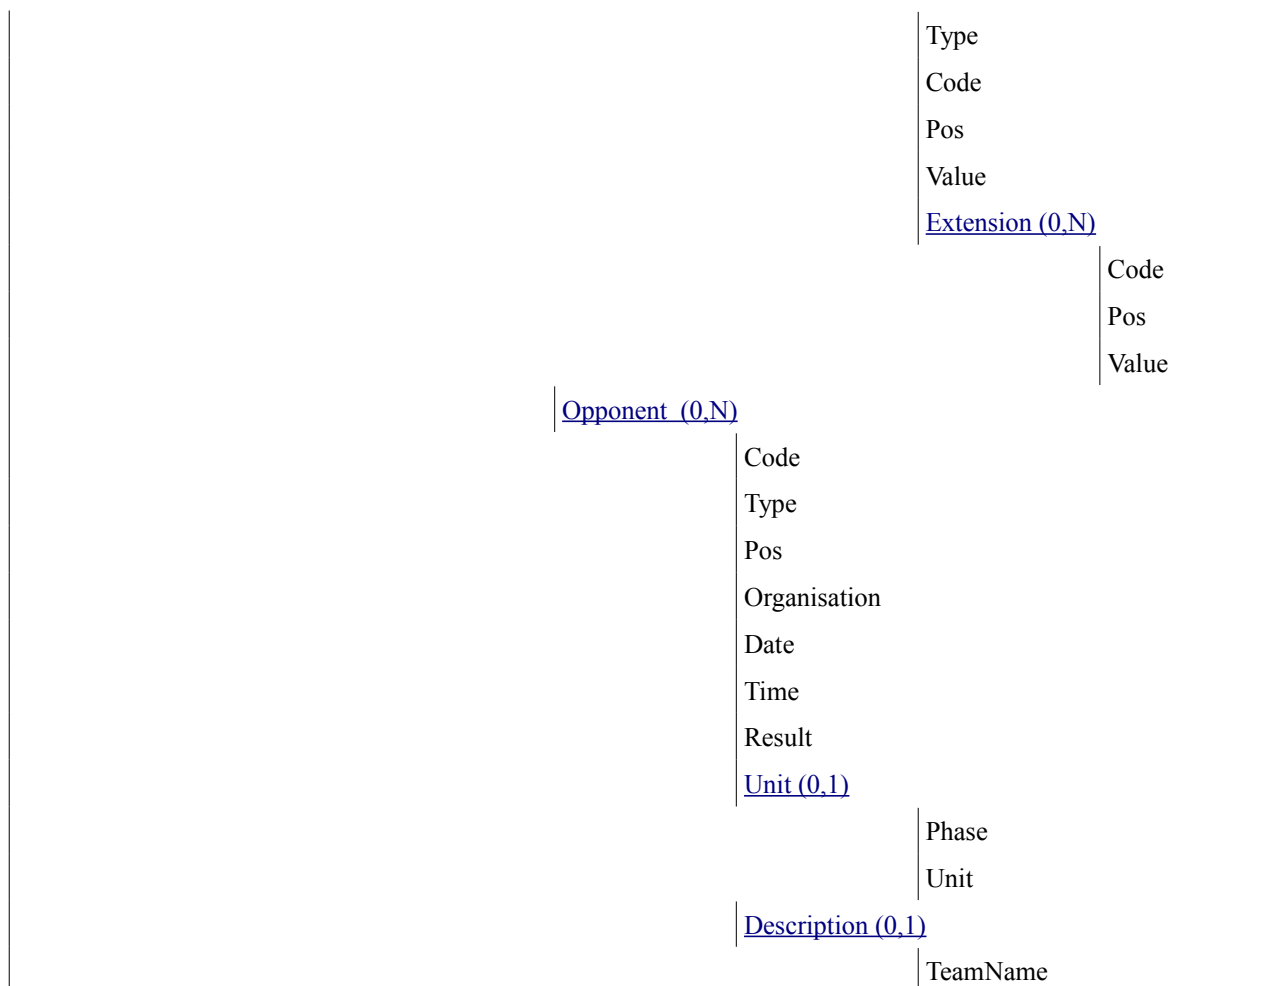 Type
Code
Pos
Value
Extension (0,N)
Code
Pos
Value
Opponent  (0,N)
Code
Type
Pos
Organisation
Date
Time
Result
Unit (0,1)
Phase
Unit
Description (0,1)
TeamName